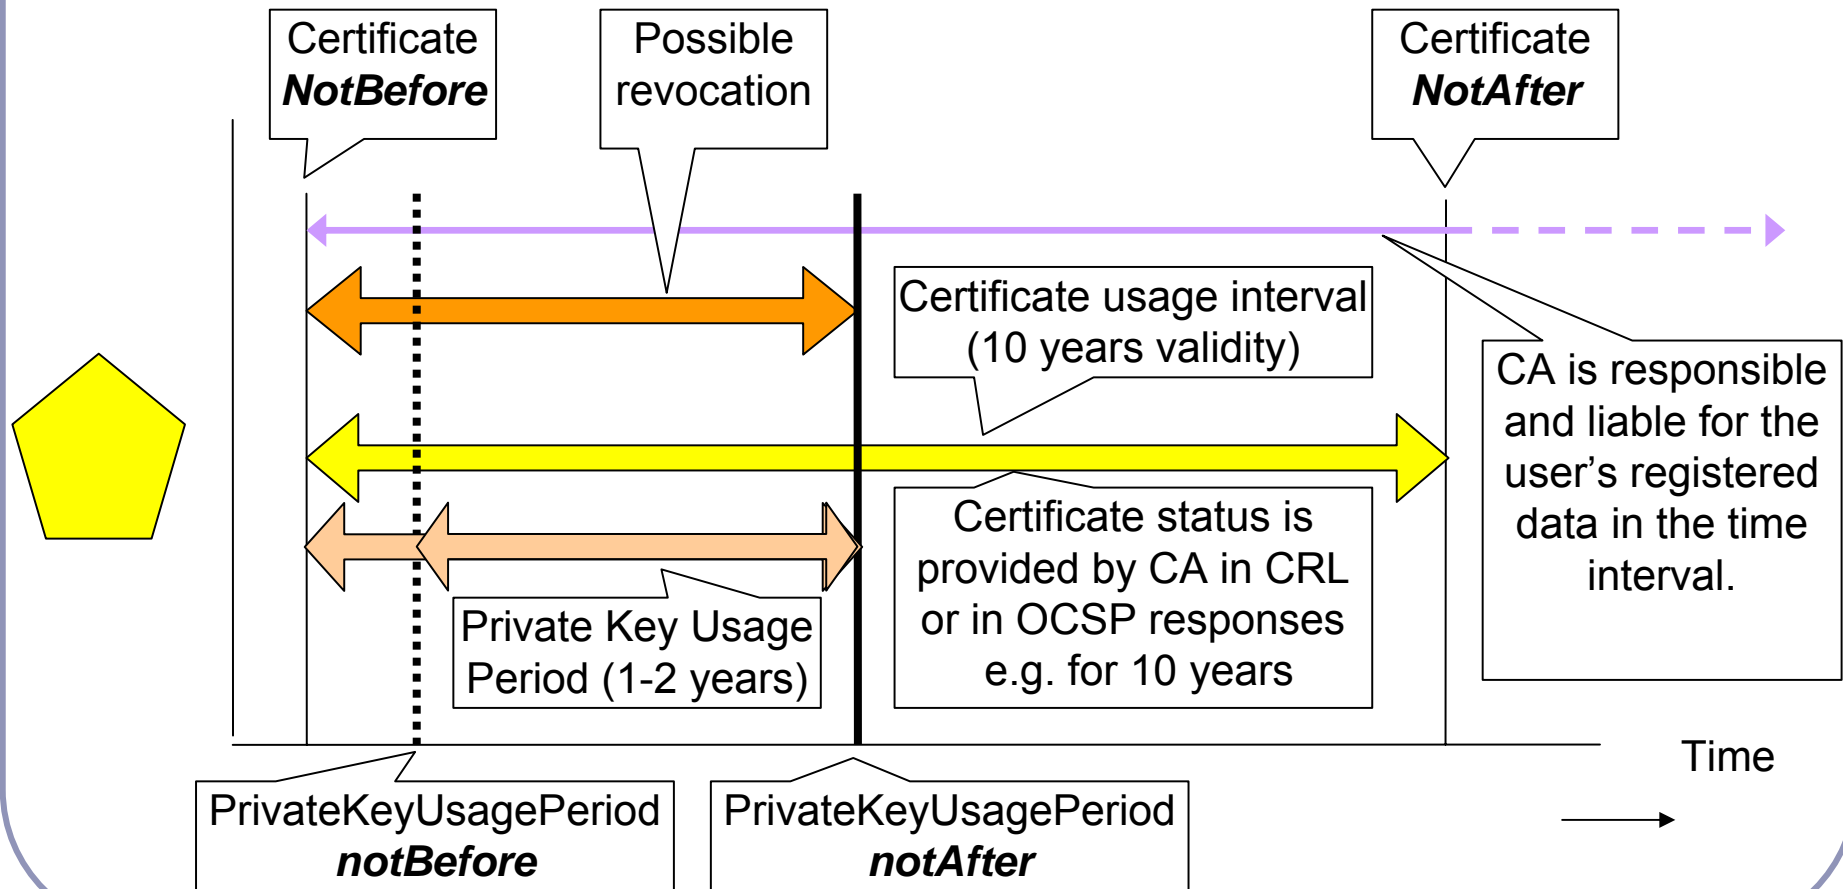 Certificate
NotBefore
Possible
revocation
Certificate
NotAfter
Certificate usage interval
(10 years validity)
CA is responsible
and liable for the
user’s registered
data in the time
interval.
Certificate status is
provided by CA in CRL
or in OCSP responses
e.g. for 10 years
Private Key Usage
Period (1-2 years)
Time
PrivateKeyUsagePeriod
notBefore
PrivateKeyUsagePeriod
notAfter